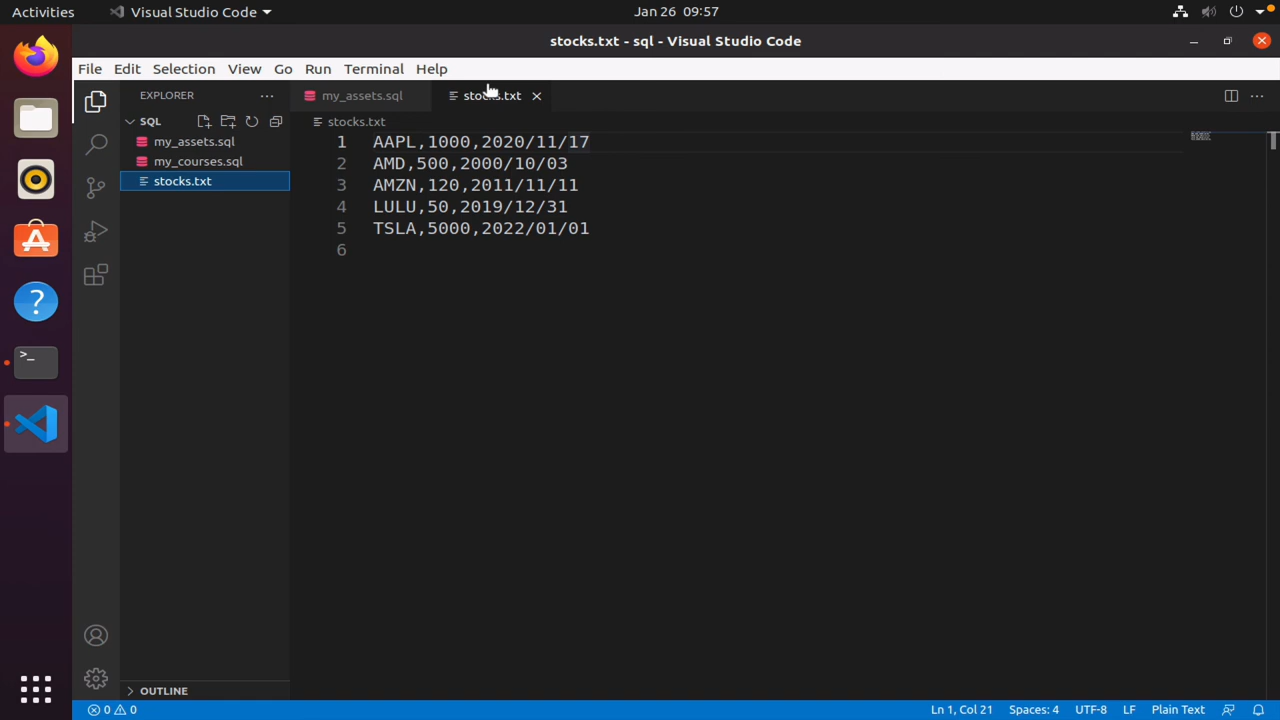 Activities
Visual Studio Code
Jan 26 09:57
stocks.txt - sql - Visual Studio Code
File Edit Selection View Go Run Terminal Help
EXPLORER
my_assets.sql
stocks.txt
SQL
my_assets.sql
my_courses.sql
stocks.txt
stocks.txt
1 AAPL,1000,2020/11/17
2 AMD,500,2000/10/03
3 AMZN,120,2011/11/11
4 LULU,50,2019/12/31
5 TSLA,5000,2022/01/01
6
OUTLINE
0 0
Ln 1, Col 21 Spaces: 4 UTF-8 LF Plain Text